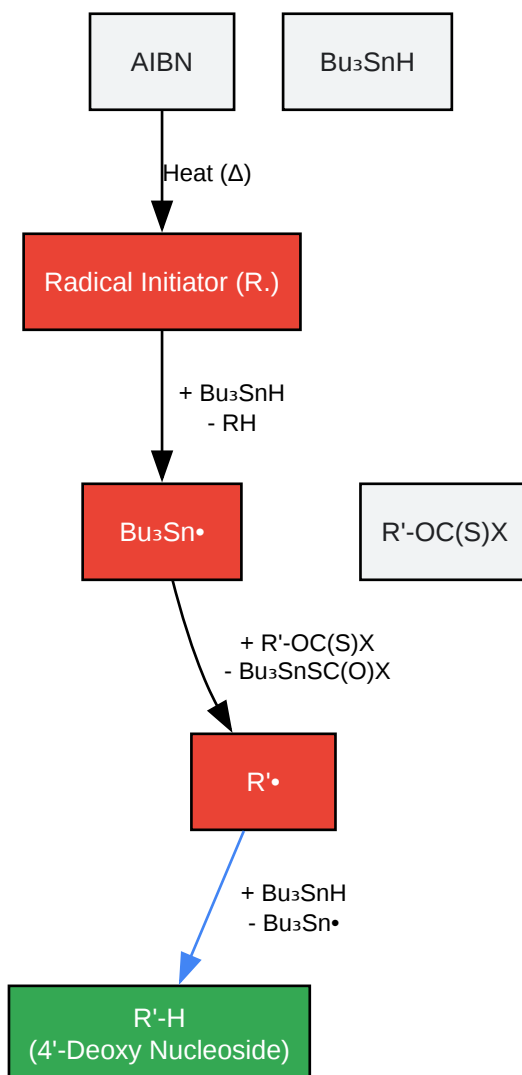 AIBN
Bu₃SnH
Heat (Δ)
Radical Initiator (R.)
+ Bu₃SnH
- RH
Bu₃Sn•
R'-OC(S)X
+ R'-OC(S)X
- Bu₃SnSC(O)X
R'•
+ Bu₃SnH
- Bu₃Sn•
R'-H
(4'-Deoxy Nucleoside)